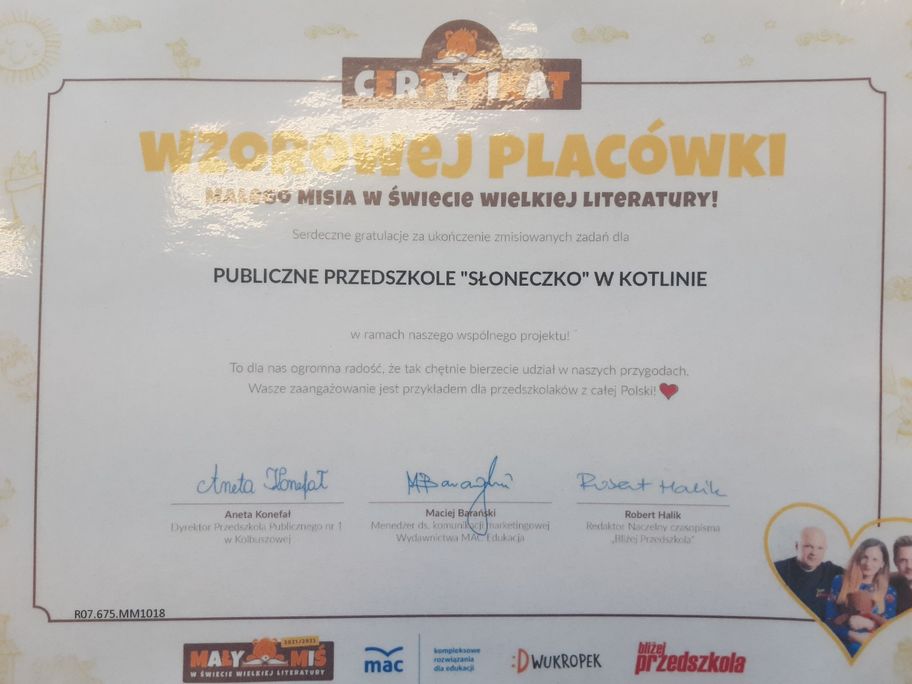 CERTYFIKAT
WZOROWEJ PLACÓWKI
MAŁEGO MISIA W ŚWIECIE WIELKIEJ LITERATURY!
Serdeczne gratulacje za ukończenie zmisiowanych zadań dla
PUBLICZNE PRZEDSZKOLE "SŁONECZKO" W KOTLINIE
w ramach naszego wspólnego projektu!
To dla nas ogromna radość, że tak chętnie bierzecie udział w naszych przygodach.
Wasze zaangażowanie jest przykładem dla przedszkolaków z całej Polski!
Aneta Konefał
MBarański
Robert Halik
Aneta Konefał
Dyrektor Przedszkola Publicznego nr 1
w Kolbuszowej
Maciej Barański
Menedżer ds. komunikacji marketingowej
Wydawnictwa MAC Edukacja
Robert Halik
Redaktor Naczelny czasopisma
„Bliżej Przedszkola"
R07.675.MM1018
2021/2022
MAŁY MIŚ
W ŚWIECIE WIELKIEJ LITERATURY
mac
kompleksowe
rozwiązania
dla edukacji
:DWUKROPEK
bliżej
przedszkola